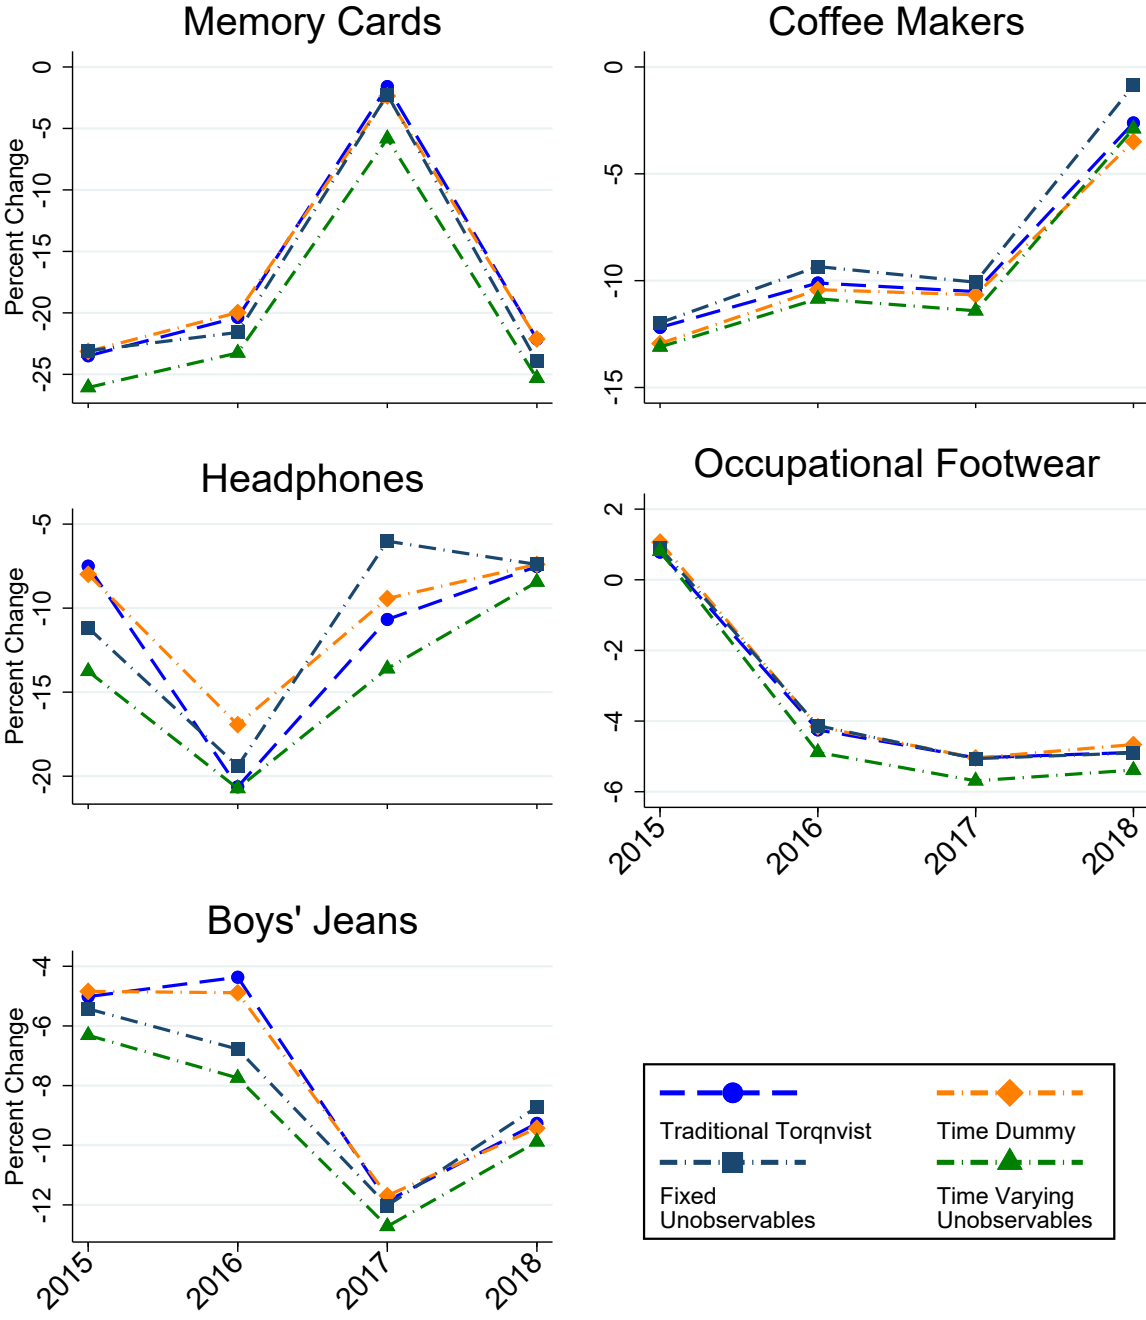 Memory Cards
Percent Change
0
-5
-10
-15
-20
-25
Coffee Makers
0
-5
-10
-15
Headphones
Percent Change
-5
-10
-15
-20
Occupational Footwear
2
0
-2
-4
-6
2015
2016
2017
2018
Boys' Jeans
Percent Change
-4
-6
-8
-10
-12
2015
2016
2017
2018
Traditional Torqnvist
Time Dummy
Fixed
Unobservables
Time Varying
Unobservables